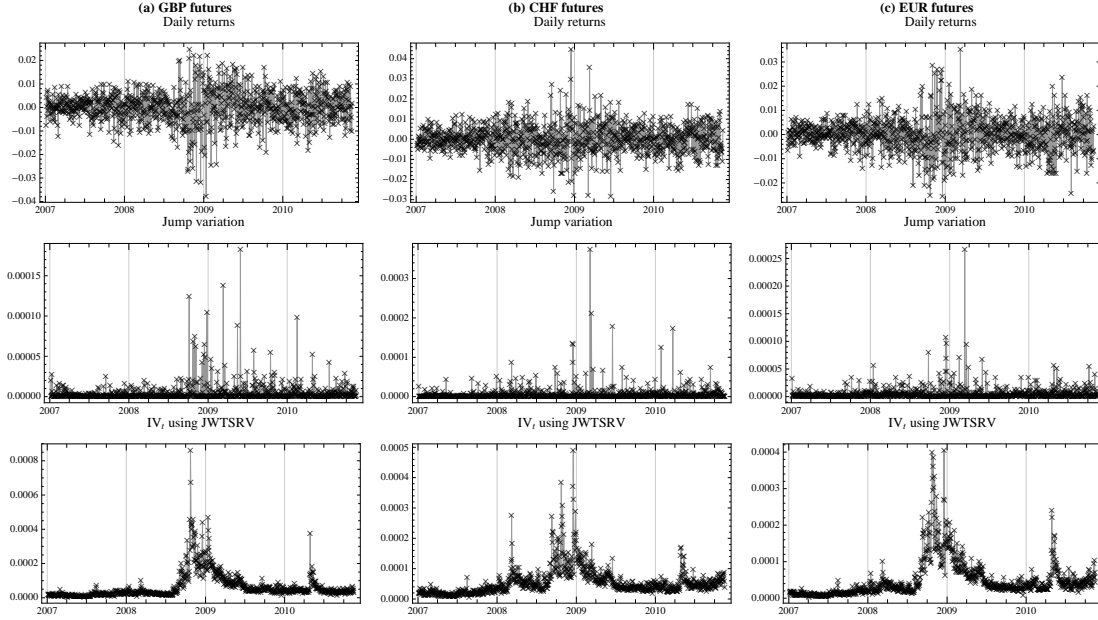 (a) GBP futures
Daily returns
0.02
0.01
0.00
−0.01
−0.02
−0.03
−0.04
2007 2008 2009 2010
Jump variation
0.00015
0.00010
0.00005
0.00000
2007 2008 2009 2010
IVt using JWTSRV
0.0008
0.0006
0.0004
0.0002
0.0000
2007 2008 2009 2010
(b) CHF futures
Daily returns
0.04
0.03
0.02
0.01
0.00
−0.01
−0.02
−0.03
2007 2008 2009 2010
Jump variation
0.0003
0.0002
0.0001
0.0000
2007 2008 2009 2010
IVt using JWTSRV
0.0005
0.0004
0.0003
0.0002
0.0001
0.0000
2007 2008 2009 2010
(c) EUR futures
Daily returns
0.03
0.02
0.01
0.00
−0.01
−0.02
2007 2008 2009 2010
Jump variation
0.00025
0.00020
0.00015
0.00010
0.00005
0.00000
2007 2008 2009 2010
IVt using JWTSRV
0.0004
0.0003
0.0002
0.0001
0.0000
2007 2008 2009 2010